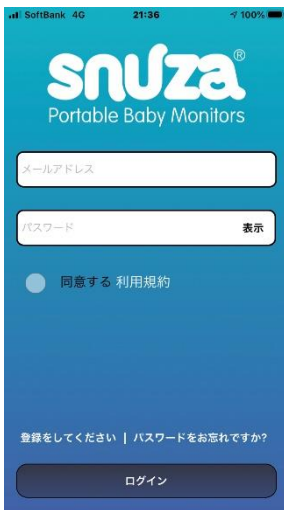 SoftBank 4G 21:36 100%
snuza®
Portable Baby Monitors
メールアドレス
パスワード 表示
同意する 利用規約
登録をしてください | パスワードをお忘れですか?
ログイン